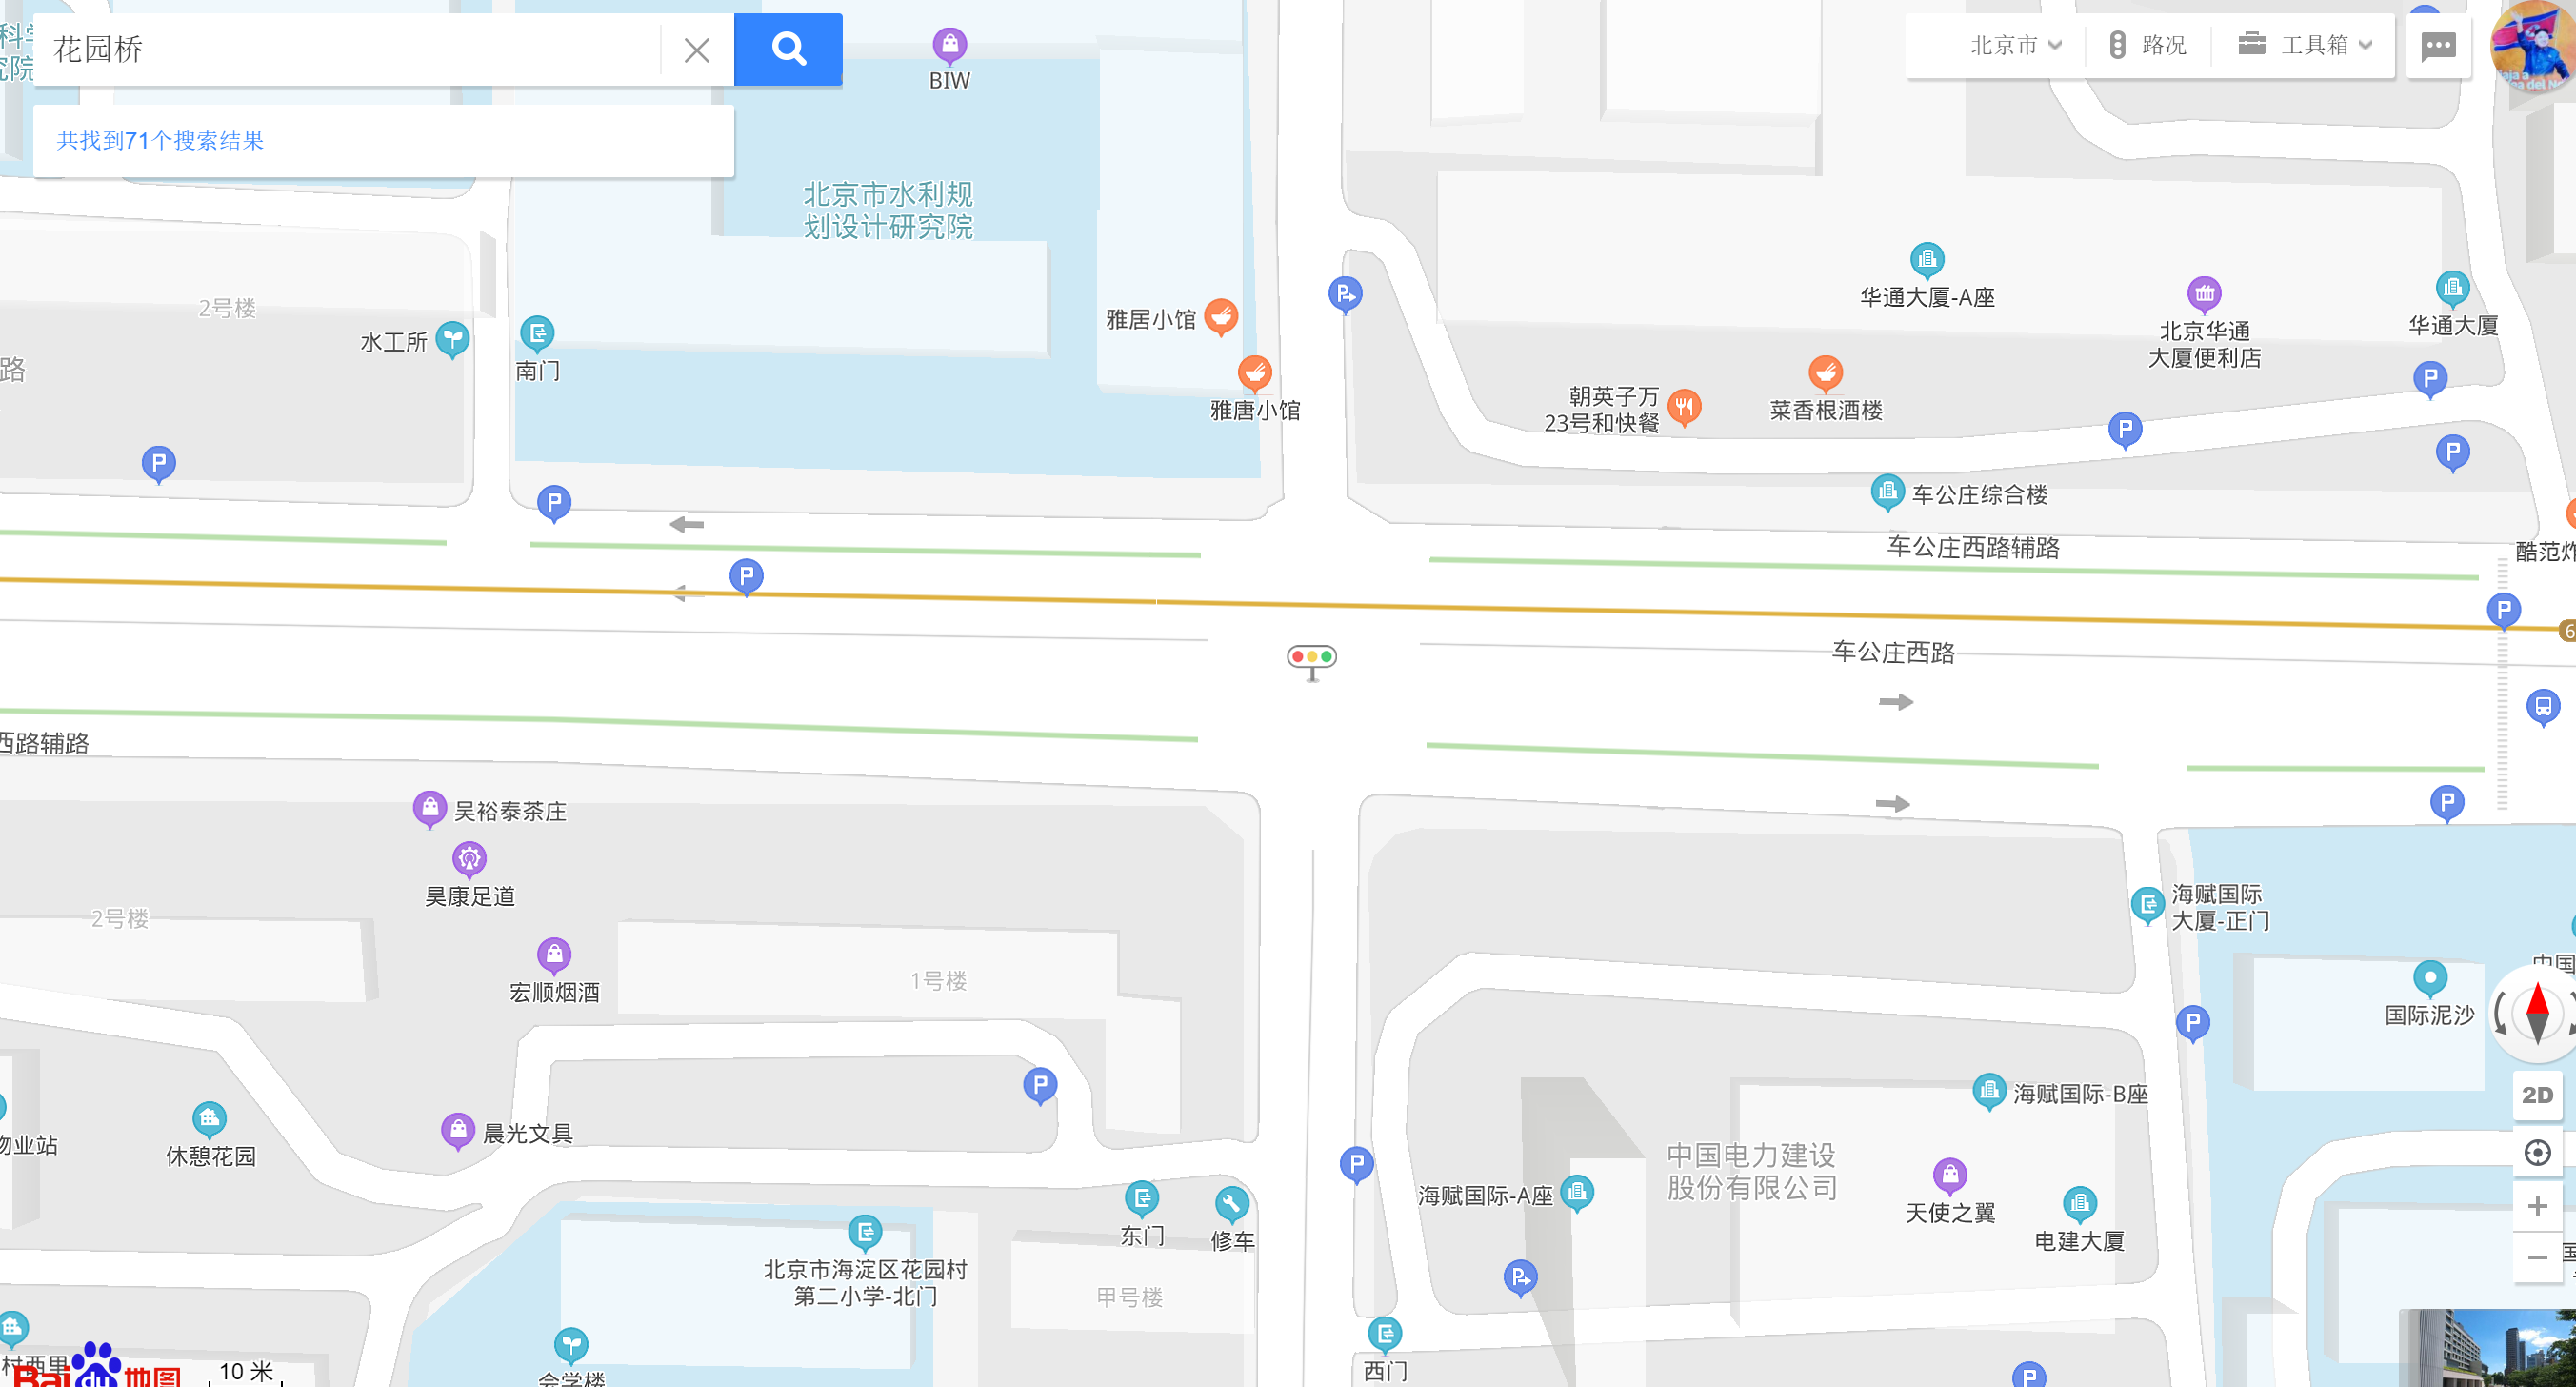 花园桥
北京市
路况
工具箱
共找到71个搜索结果
BIW
北京市水利规
划设计研究院
2号楼
水工所
南门
路
雅居小馆
雅唐小馆
华通大厦-A座
北京华通
大厦便利店
华通大厦
朝英子万
23号和快餐
菜香根酒楼
车公庄综合楼
车公庄西路辅路
车公庄西路
西路辅路
吴裕泰茶庄
昊康足道
2号楼
宏顺烟酒
1号楼
海赋国际
大厦-正门
国际泥沙
中国
2D
休憩花园
物业站
晨光文具
海赋国际-B座
中国电力建设
股份有限公司
海赋国际-A座
天使之翼
电建大厦
东门
修车
北京市海淀区花园村
第二小学-北门
甲号楼
西门
村西里
Bai du 地图
10 米